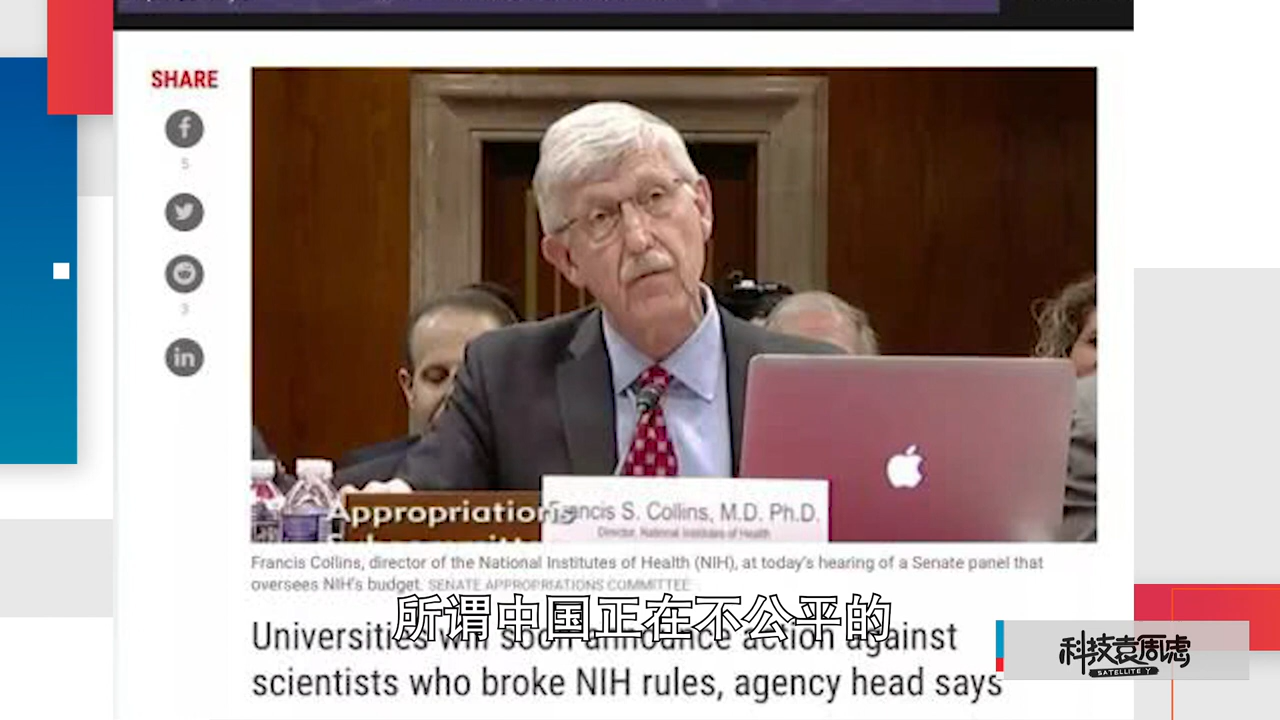 SHARE
5
3
Appropriations
Francis S. Collins, M.D. Ph.D.
Director, National Institutes of Health
Francis Collins, director of the National Institutes of Health (NIH), at today's hearing of a Senate panel that
oversees NIH's budget. SENATE APPROPRIATIONS COMMITTEE
所谓中国正在不公平的
Universities will soon announce action against
scientists who broke NIH rules, agency head says
科技袁周虑
SATELLITE Y